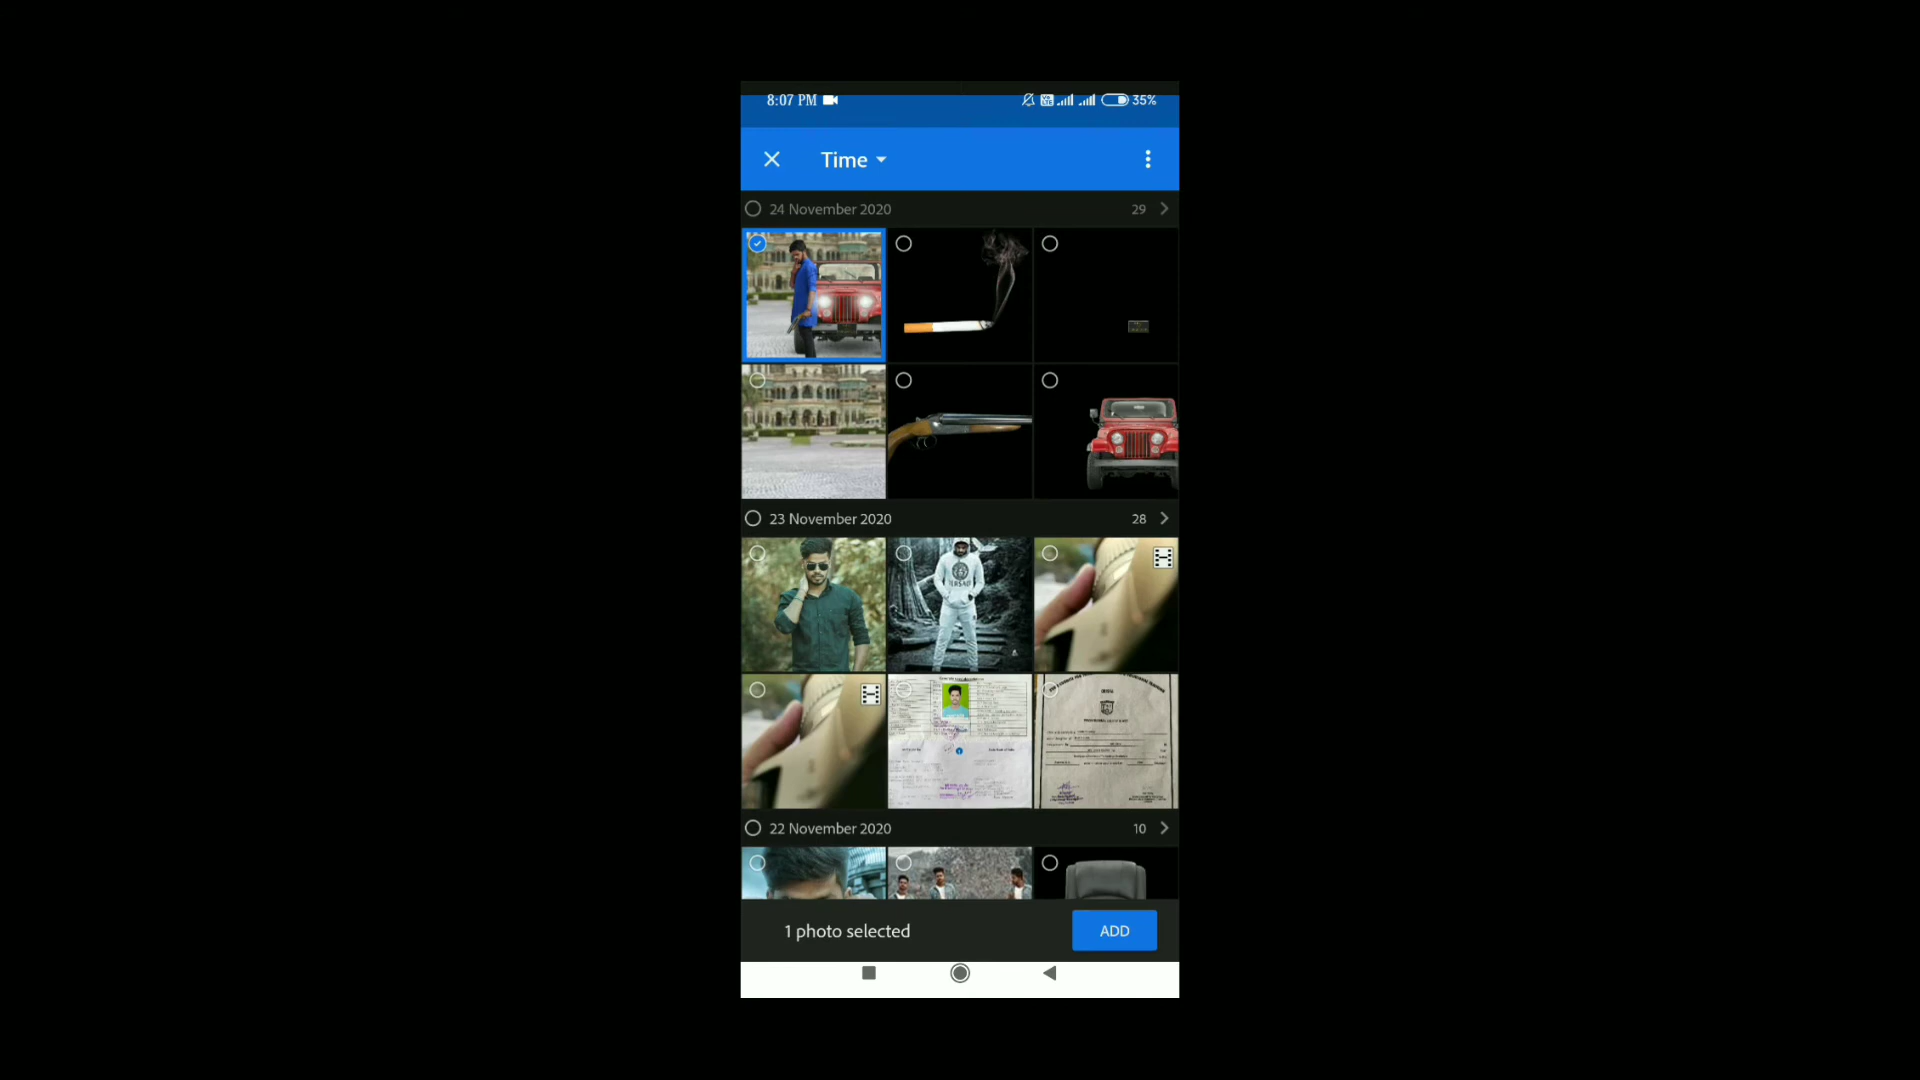 8:07 PM
35%
Time
24 November 2020
29
23 November 2020
28
22 November 2020
10
1 photo selected
ADD